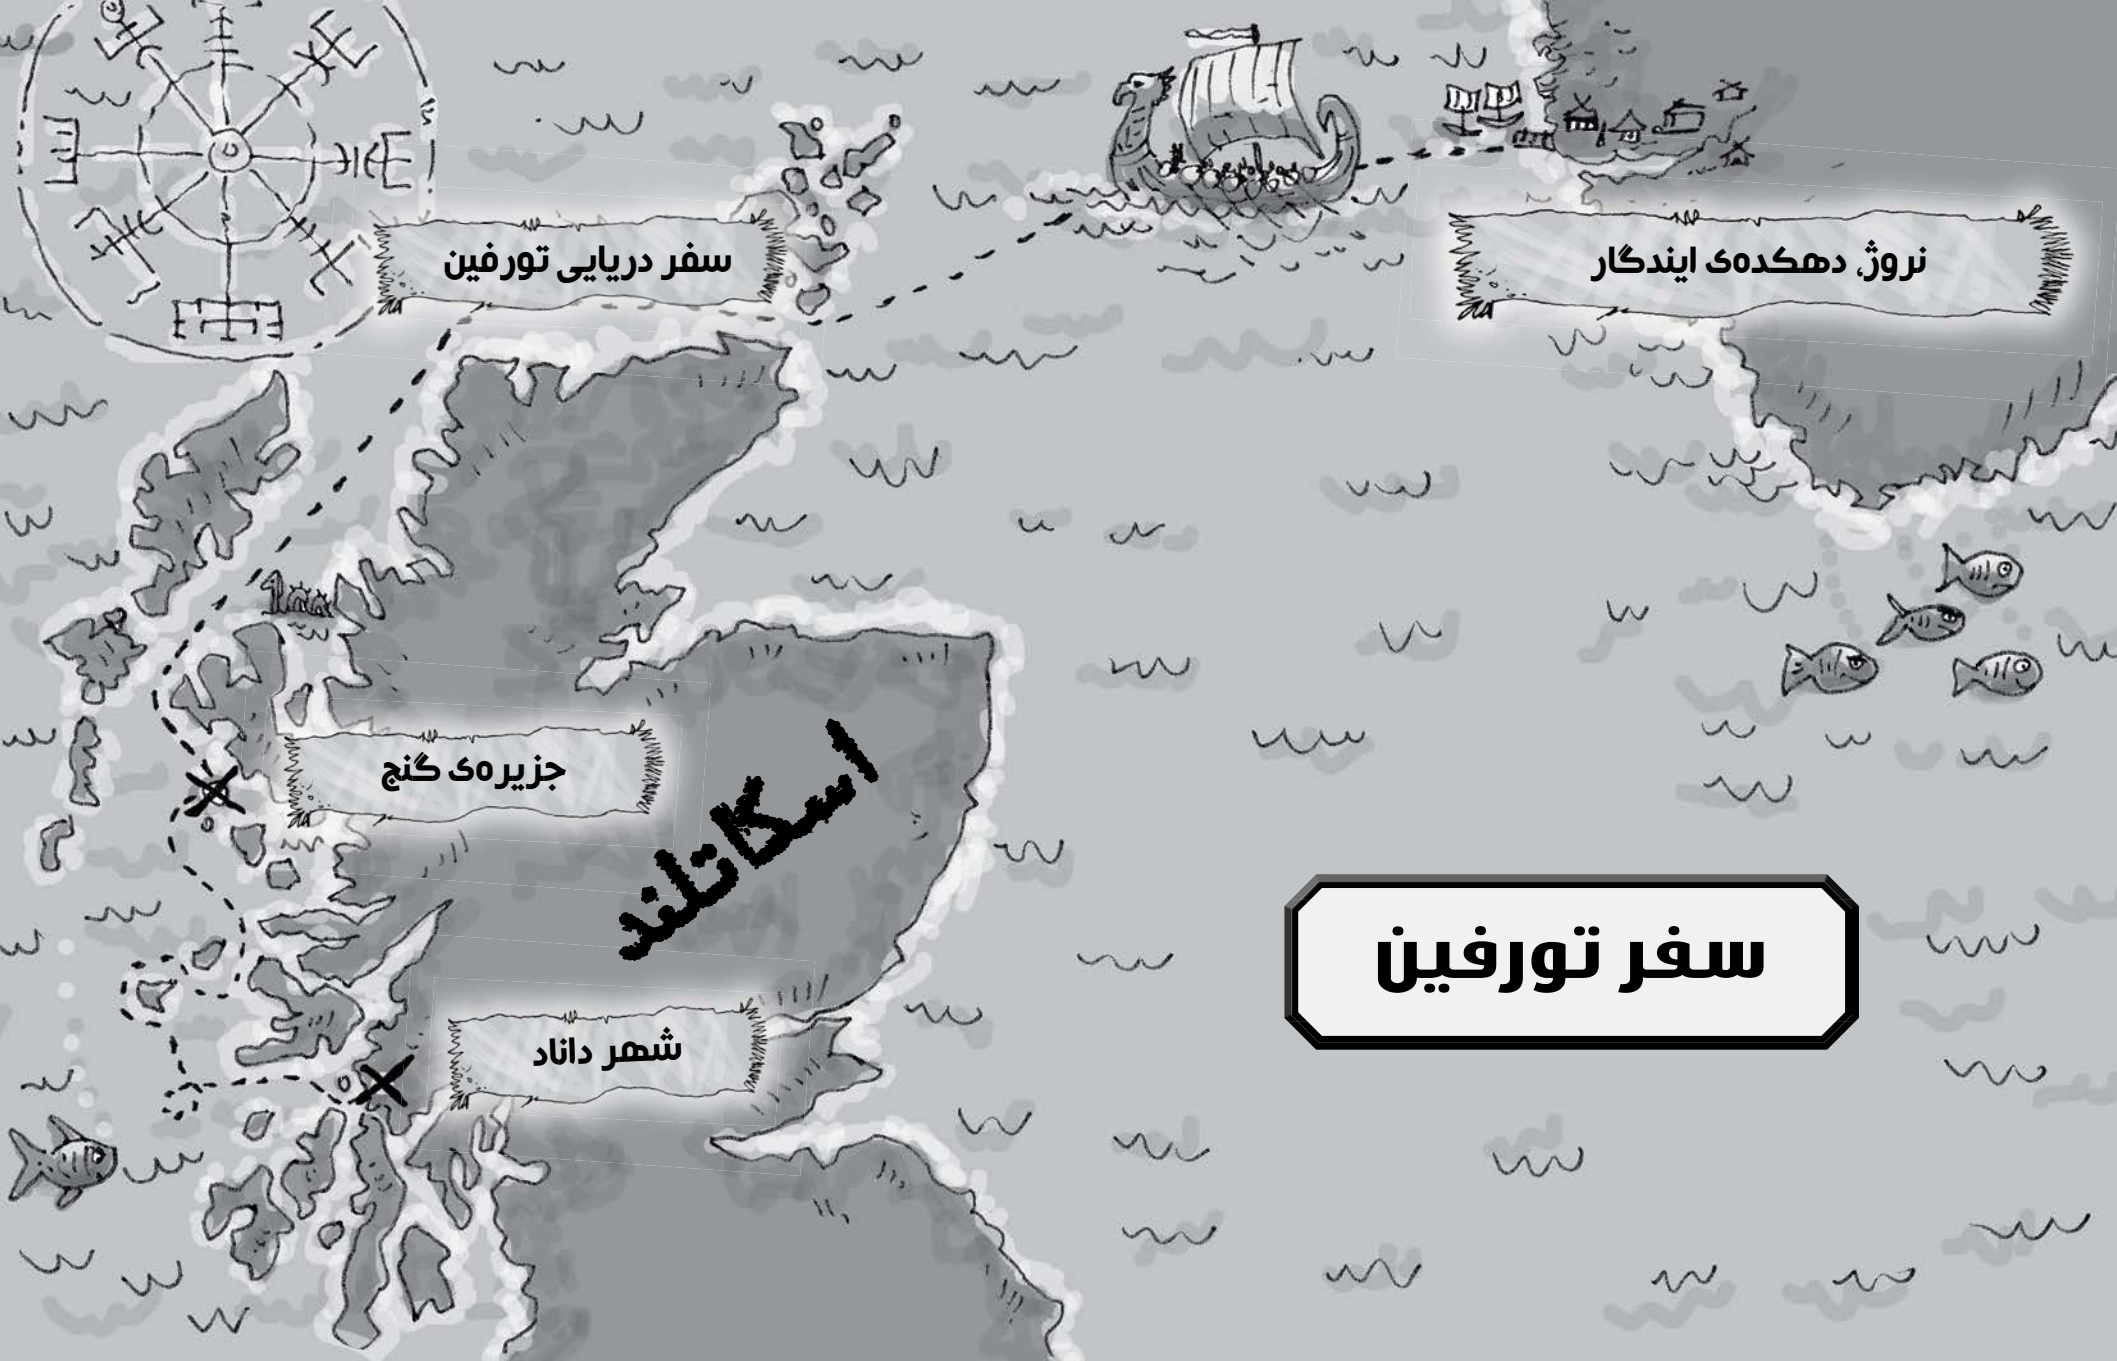 نروژ، دهکده‌ی ایندگار
سفر دریایی تورفین
جزیره‌ی گنج
اسکاتلند
شهر داناد
سفر تورفین